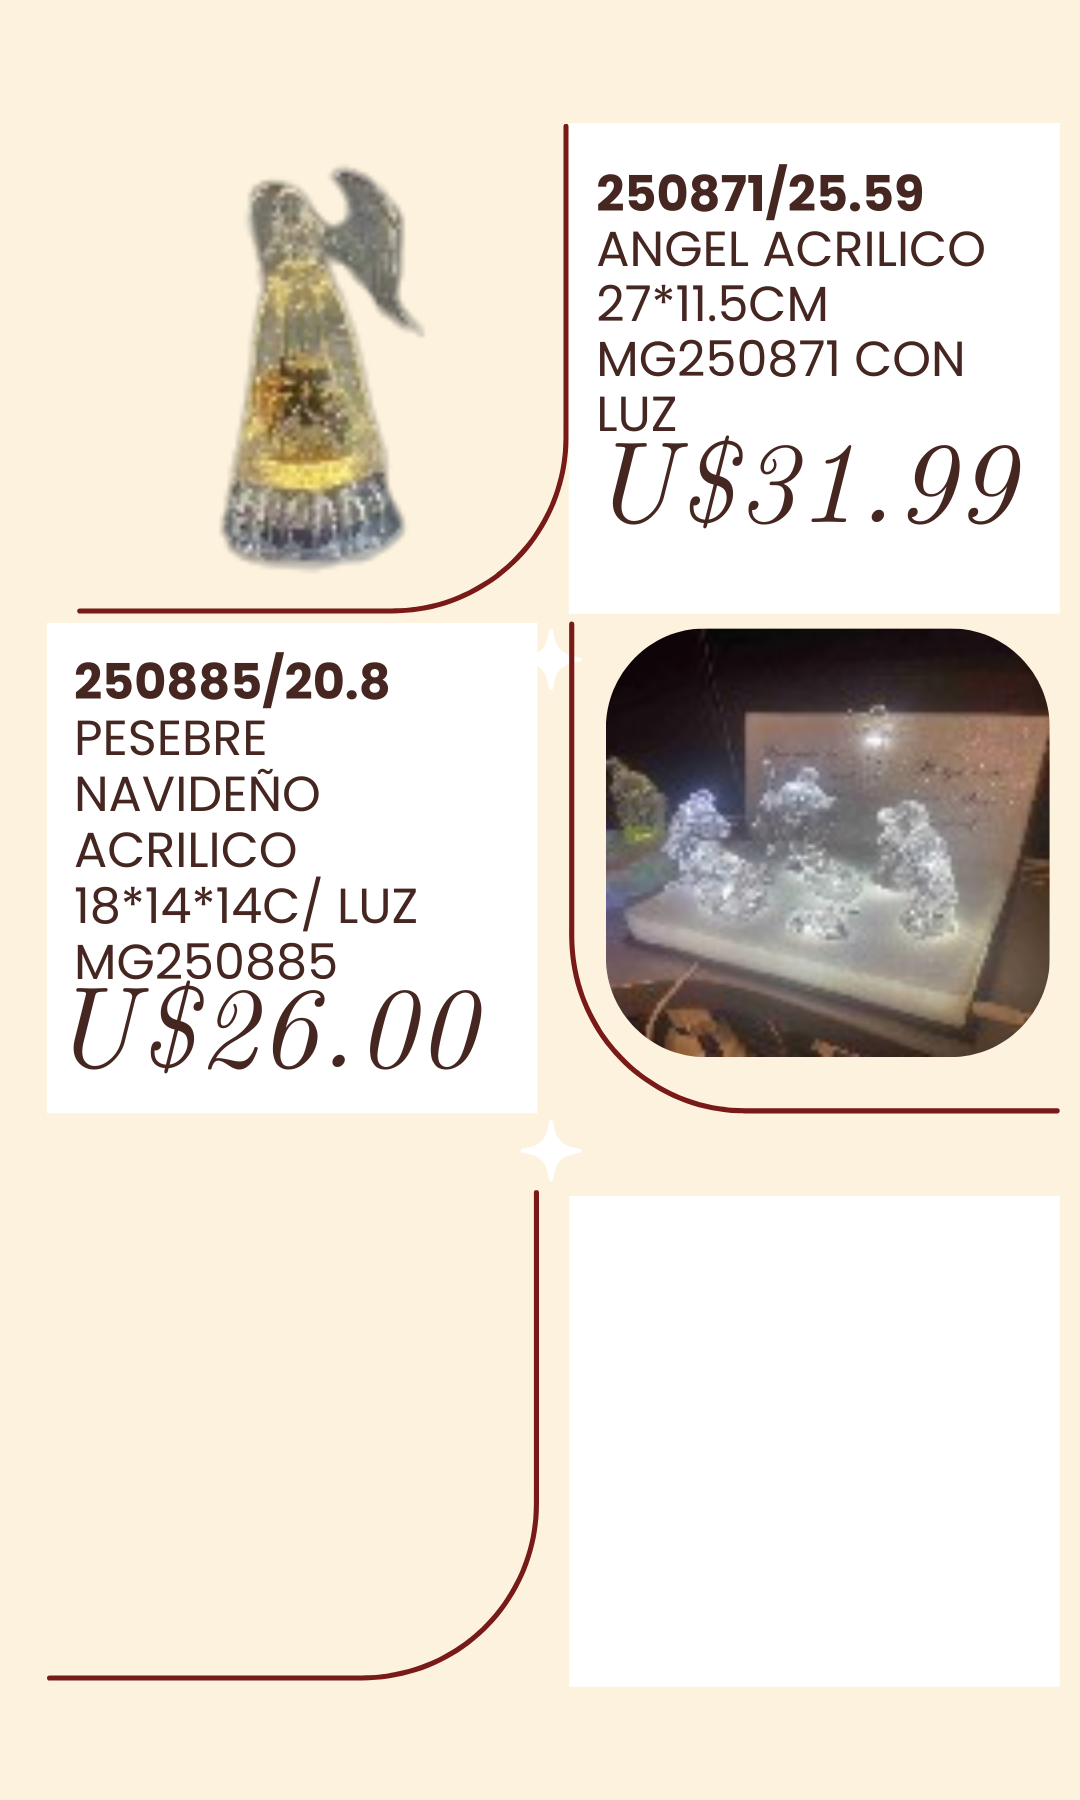 250871/25.59
ANGEL ACRILICO
27*11.5CM
MG250871 CON
LUZ
U$31.99
250885/20.8
PESEBRE
NAVIDEÑO
ACRILICO
18*14*14C/ LUZ
MG250885
U$26.00